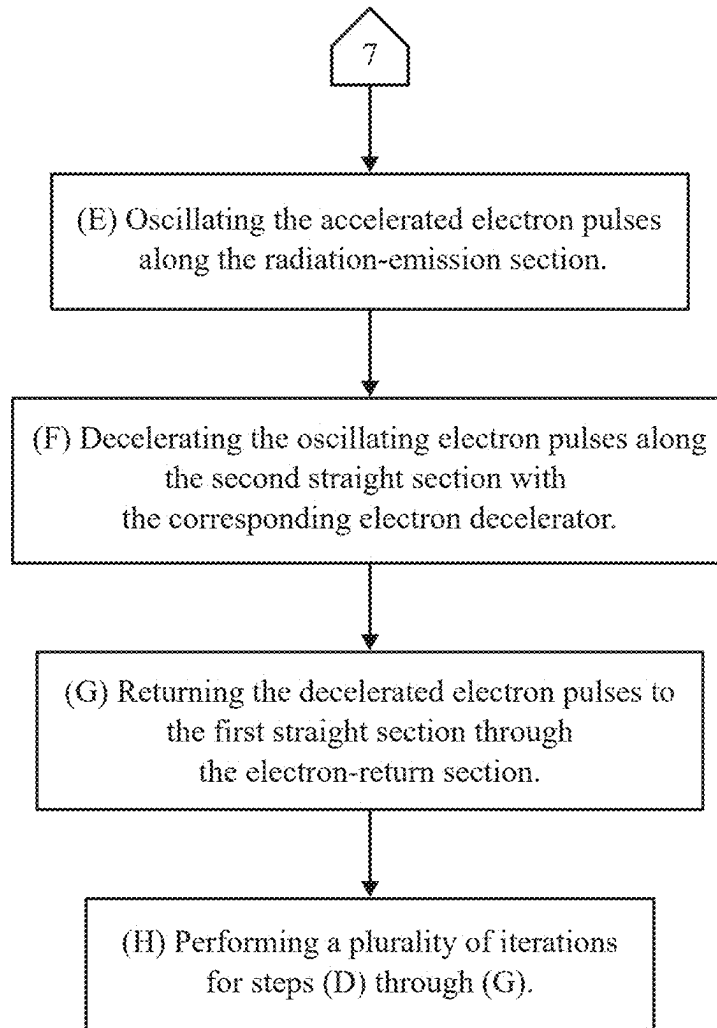 7
(E) Oscillating the accelerated electron pulses
along the radiation-emission section.
(F) Decelerating the oscillating electron pulses along
the second straight section with
the corresponding electron decelerator.
(G) Returning the decelerated electron pulses to
the first straight section through
the electron-return section.
(H) Performing a plurality of iterations
for steps (D) through (G).